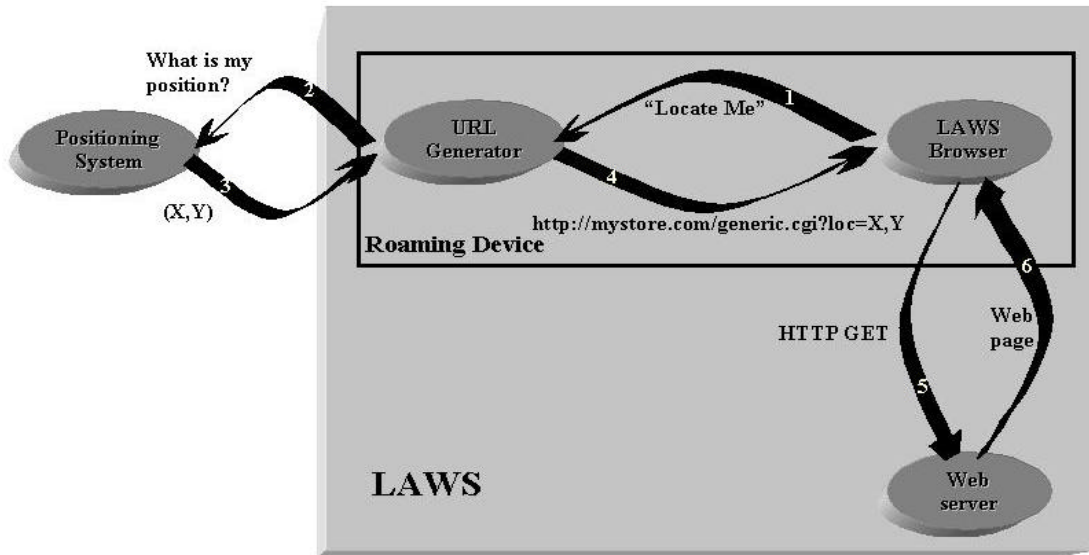 What is my
position?
2
1
"Locate Me"
Positioning
System
URL
Generator
LAWS
Browser
3
4
(X,Y)
http://mystore.com/generic.cgi?loc=X,Y
Roaming Device
6
HTTP GET
Web
page
5
LAWS
Web
server